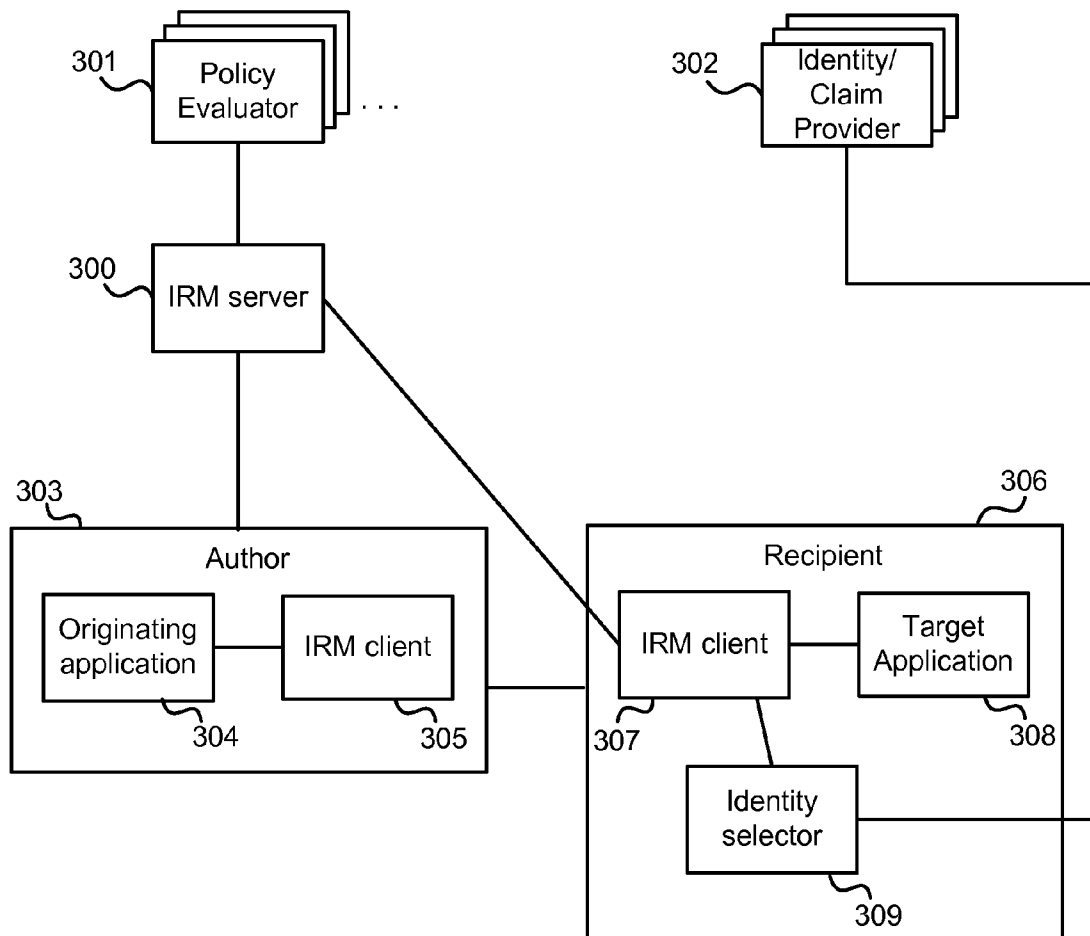 301
Policy
Evaluator
. . .
302
Identity/
Claim
Provider
300
IRM server
303
Author
Originating
application
304
IRM client
305
306
Recipient
IRM client
307
Target
Application
308
Identity
selector
309